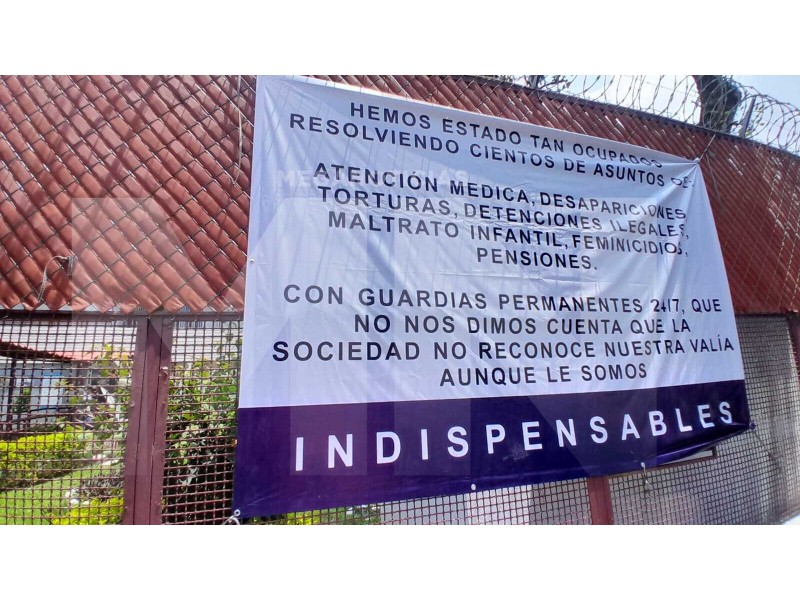 HEMOS ESTADO TAN OCUPADOS
RESOLVIENDO CIENTOS DE ASUNTOS DE
ATENCIÓN MEDICA, DESAPARICIONES,
TORTURAS, DETENCIONES ILEGALES,
MALTRATO INFANTIL, FEMINICIDIOS,
PENSIONES.
CON GUARDIAS PERMANENTES 24/7, QUE
NO NOS DIMOS CUENTA QUE LA
SOCIEDAD NO RECONOCE NUESTRA VALÍA
AUNQUE LE SOMOS
INDISPENSABLES